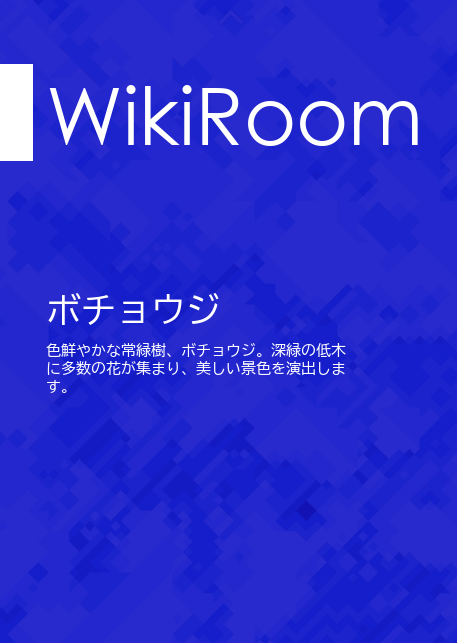 WikiRoom
ボチョウジ
色鮮やかな常緑樹、ボチョウジ。深緑の低木
に多数の花が集まり、美しい景色を演出しま
す。